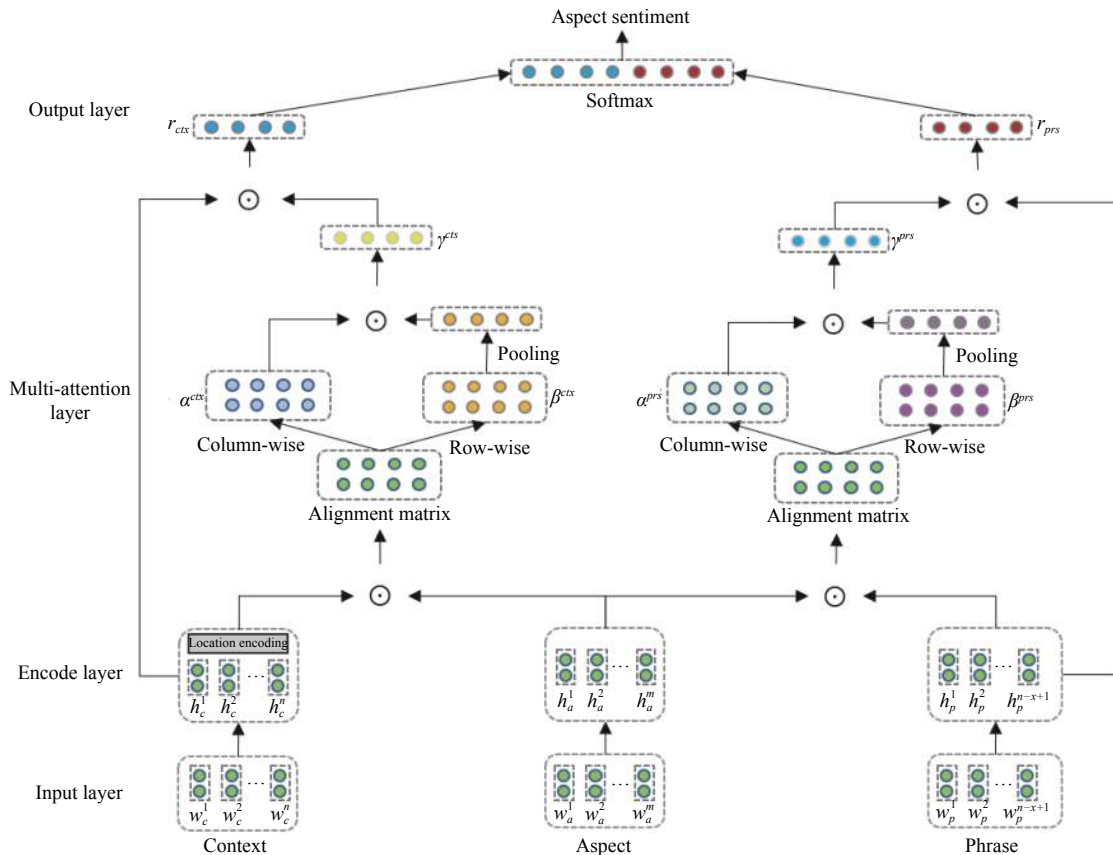 Aspect sentiment
Softmax
Output layer
r_ctx
r_prs
γ^cts
γ^prs
Pooling
Pooling
Multi-attention
layer
α^ctx
β^ctx
α^prs
β^prs
Column-wise
Row-wise
Column-wise
Row-wise
Alignment matrix
Alignment matrix
Location encoding
Encode layer
h_c^1 h_c^2 ... h_c^n
h_a^1 h_a^2 ... h_a^m
h_p^1 h_p^2 ... h_p^{n-x+1}
Input layer
w_c^1 w_c^2 ... w_c^n
w_a^1 w_a^2 ... w_a^m
w_p^1 w_p^2 ... w_p^{n-x+1}
Context
Aspect
Phrase